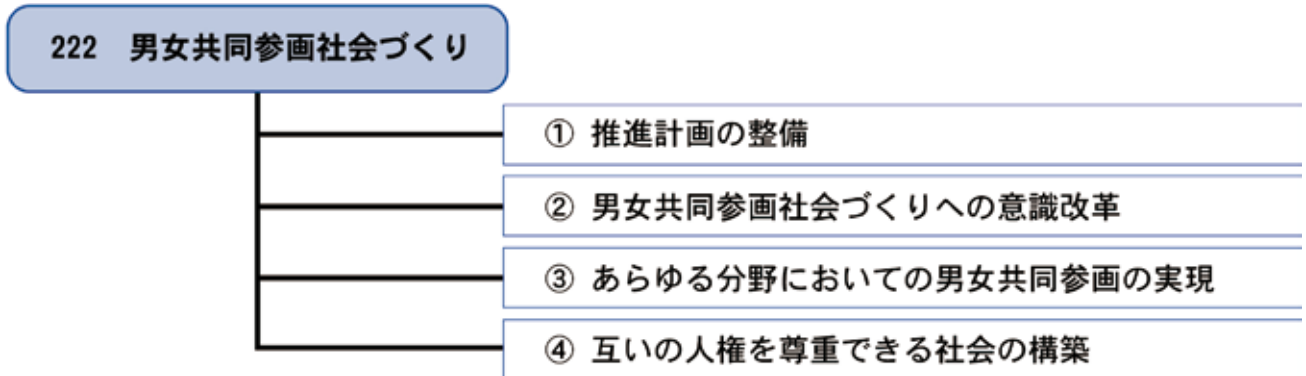 222 男女共同参画社会づくり
① 推進計画の整備
② 男女共同参画社会づくりへの意識改革
③ あらゆる分野においての男女共同参画の実現
④ 互いの人権を尊重できる社会の構築